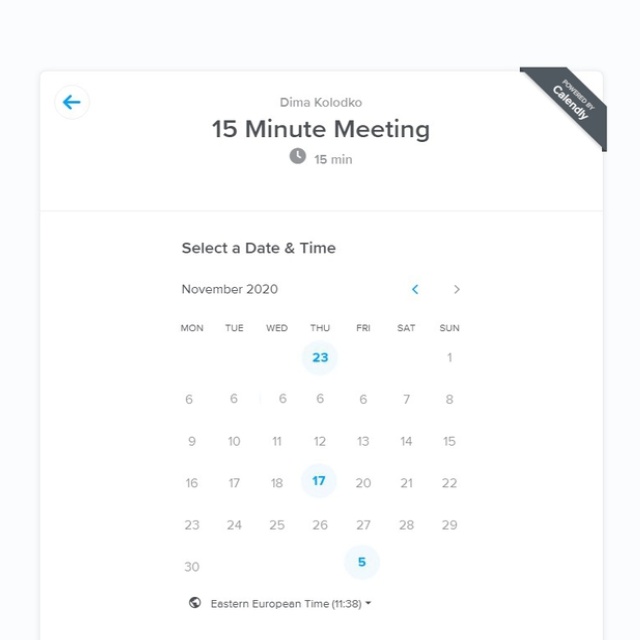 POWERED BY
Calendly
Dima Kolodko
15 Minute Meeting
15 min
Select a Date & Time
November 2020
MON TUE WED THU FRI SAT SUN
23 1
6 6 6 6 6 7 8
9 10 11 12 13 14 15
16 17 18 17 20 21 22
23 24 25 26 27 28 29
30 5
Eastern European Time (11:38)